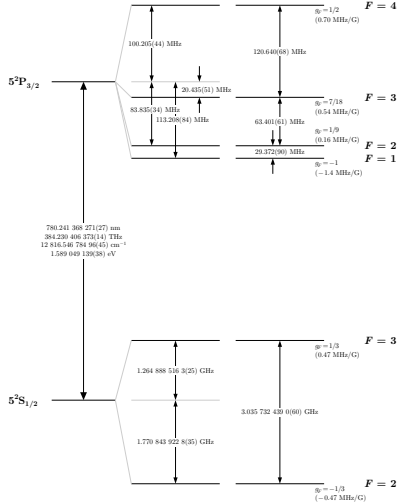 g_F = 1/2
(0.70 MHz/G)
F = 4
100.205(44) MHz
120.640(68) MHz
5²P₃/₂
20.435(51) MHz
g_F = 7/18
(0.54 MHz/G)
F = 3
83.835(34) MHz
113.208(84) MHz
63.401(61) MHz
g_F = 1/9
(0.16 MHz/G)
F = 2
29.372(90) MHz
F = 1
g_F = −1
(−1.4 MHz/G)
780.241 368 271(27) nm
384.230 406 373(14) THz
12 816.546 784 96(45) cm⁻¹
1.589 049 139(38) eV
g_F = 1/3
(0.47 MHz/G)
F = 3
1.264 888 516 3(25) GHz
5²S₁/₂
3.035 732 439 0(60) GHz
1.770 843 922 8(35) GHz
g_F = −1/3
(−0.47 MHz/G)
F = 2